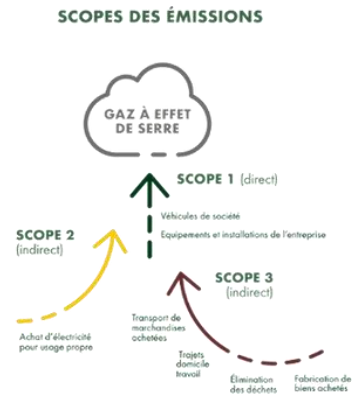 SCOPES DES ÉMISSIONS
GAZ À EFFET
DE SERRE
SCOPE 1 (direct)
Véhicules de société
Equipements et installations de l'entreprise
SCOPE 2
(indirect)
Achat d'électricité
pour usage propre
SCOPE 3
(indirect)
Transport de
marchandises
achetées
Trajets
domicile
travail
Élimination
des déchets
Fabrication de
biens achetés